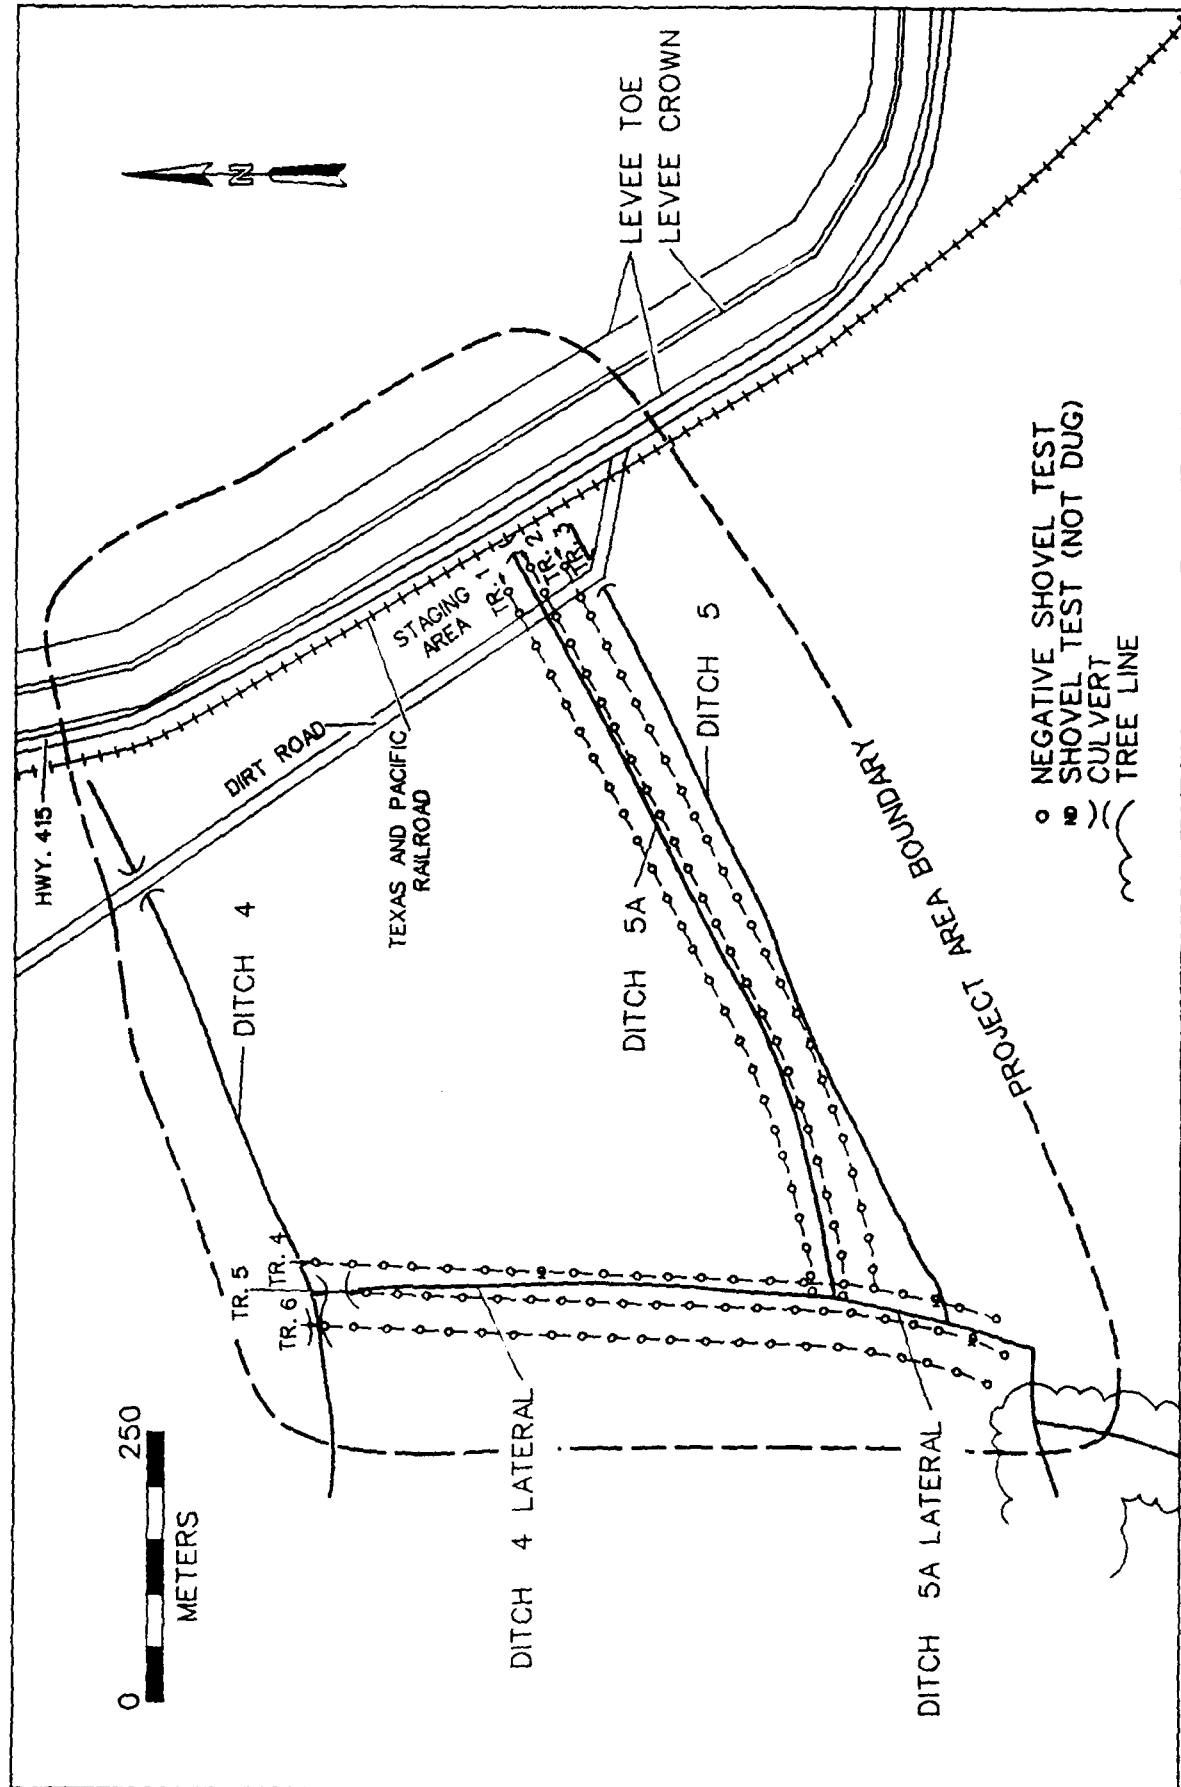 HWY. 415
DIRT ROAD
TEXAS AND PACIFIC
RAILROAD
STAGING
AREA
TR. 1
TR. 2
TR. 3
N
LEVEE TOE
LEVEE CROWN
DITCH 4
DITCH 5A
DITCH 5
PROJECT AREA BOUNDARY
TR. 4
TR. 5
TR. 6
DITCH 4 LATERAL
DITCH 5A LATERAL
0
250
METERS
NEGATIVE SHOVEL TEST
ND SHOVEL TEST (NOT DUG)
CULVERT
TREE LINE